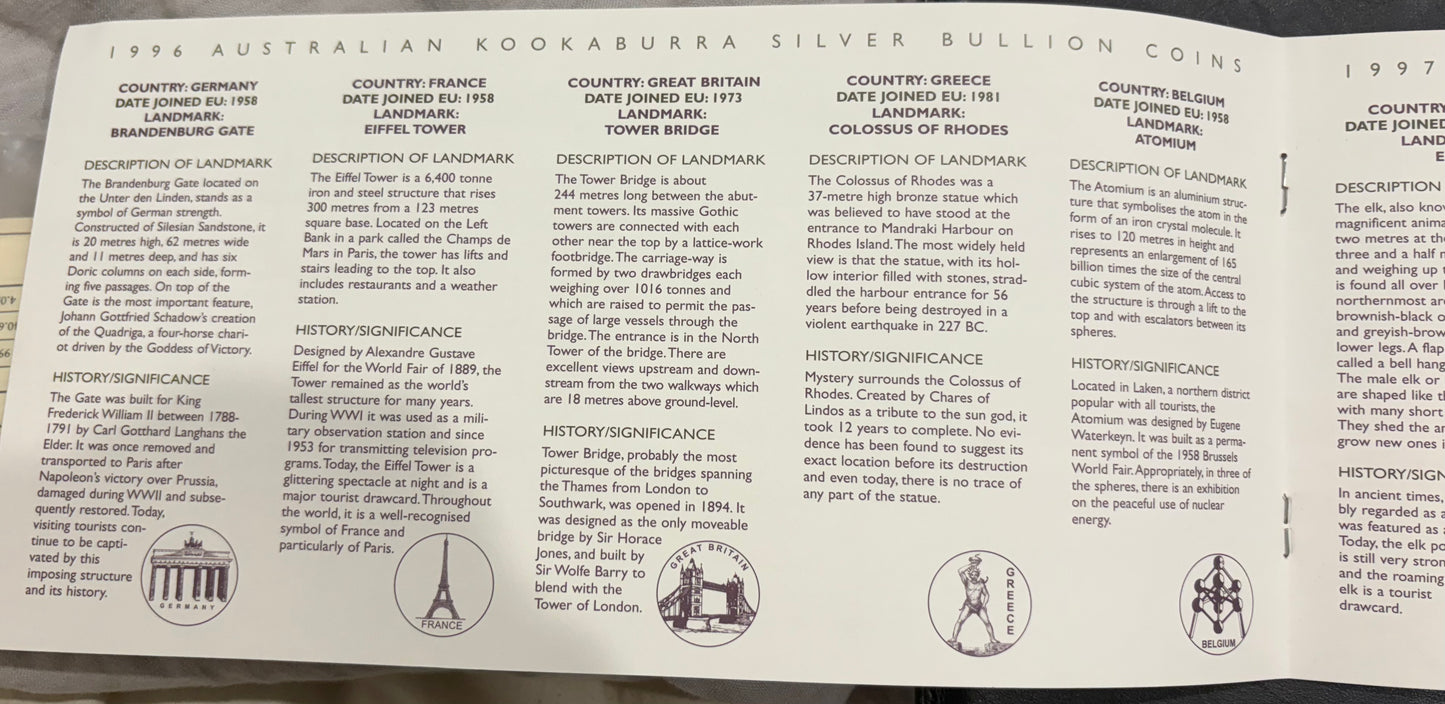 1996 AUSTRALIAN KOOKABURRA SILVER BULLION COINS
COUNTRY: GERMANY
DATE JOINED EU: 1958
LANDMARK:
BRANDENBURG GATE
DESCRIPTION OF LANDMARK
The Brandenburg Gate located on
the Unter den Linden, stands as a
symbol of German strength.
Constructed of Silesian Sandstone, it
is 20 metres high, 62 metres wide
and 11 metres deep, and has six
Doric columns on each side, form-
ing five passages. On top of the
Gate is the most important feature,
Johann Gottfried Schadow's creation
of the Quadriga, a four-horse chari-
ot driven by the Goddess of Victory.
HISTORY/SIGNIFICANCE
The Gate was built for King
Frederick William II between 1788-
1791 by Carl Gotthard Langhans the
Elder. It was once removed and
transported to Paris after
Napoleon's victory over Prussia,
damaged during WWII and subse-
quently restored. Today,
visiting tourists con-
tinue to be capti-
vated by this
imposing structure
and its history.
GERMANY
COUNTRY: FRANCE
DATE JOINED EU: 1958
LANDMARK:
EIFFEL TOWER
DESCRIPTION OF LANDMARK
The Eiffel Tower is a 6,400 tonne
iron and steel structure that rises
300 metres from a 123 metres
square base. Located on the Left
Bank in a park called the Champs de
Mars in Paris, the tower has lifts and
stairs leading to the top. It also
includes restaurants and a weather
station.
HISTORY/SIGNIFICANCE
Designed by Alexandre Gustave
Eiffel for the World Fair of 1889, the
Tower remained as the world's
tallest structure for many years.
During WWI it was used as a mili-
tary observation station and since
1953 for transmitting television pro-
grams. Today, the Eiffel Tower is a
glittering spectacle at night and is a
major tourist drawcard. Throughout
the world, it is a well-recognised
symbol of France and
particularly of Paris.
FRANCE
COUNTRY: GREAT BRITAIN
DATE JOINED EU: 1973
LANDMARK:
TOWER BRIDGE
DESCRIPTION OF LANDMARK
The Tower Bridge is about
244 metres long between the abut-
ment towers. Its massive Gothic
towers are connected with each
other near the top by a lattice-work
footbridge. The carriage-way is
formed by two drawbridges each
weighing over 1016 tonnes and
which are raised to permit the pas-
sage of large vessels through the
bridge. The entrance is in the North
Tower of the bridge. There are
excellent views upstream and down-
stream from the two walkways which
are 18 metres above ground-level.
HISTORY/SIGNIFICANCE
Tower Bridge, probably the most
picturesque of the bridges spanning
the Thames from London to
Southwark, was opened in 1894. It
was designed as the only moveable
bridge by Sir Horace
Jones, and built by
Sir Wolfe Barry to
blend with the
Tower of London.
GREAT BRITAIN
COUNTRY: GREECE
DATE JOINED EU: 1981
LANDMARK:
COLOSSUS OF RHODES
DESCRIPTION OF LANDMARK
The Colossus of Rhodes was a
37-metre high bronze statue which
was believed to have stood at the
entrance to Mandraki Harbour on
Rhodes Island. The most widely held
view is that the statue, with its hol-
low interior filled with stones, strad-
dled the harbour entrance for 56
years before being destroyed in a
violent earthquake in 227 BC.
HISTORY/SIGNIFICANCE
Mystery surrounds the Colossus of
Rhodes. Created by Chares of
Lindos as a tribute to the sun god, it
took 12 years to complete. No evi-
dence has been found to suggest its
exact location before its destruction
and even today, there is no trace of
any part of the statue.
GREECE
COUNTRY: BELGIUM
DATE JOINED EU: 1958
LANDMARK:
ATOMIUM
DESCRIPTION OF LANDMARK
The Atomium is an aluminium struc-
ture that symbolises the atom in the
form of an iron crystal molecule. It
rises to 120 metres in height and
represents an enlargement of 165
billion times the size of the central
cubic system of the atom. Access to
the structure is through a lift to the
top and with escalators between its
spheres.
HISTORY/SIGNIFICANCE
Located in Laken, a northern district
popular with all tourists, the
Atomium was designed by Eugene
Waterkeyn. It was built as a perma-
nent symbol of the 1958 Brussels
World Fair. Appropriately, in three of
the spheres, there is an exhibition
on the peaceful use of nuclear
energy.
BELGIUM
1997
COUNTRY
DATE JOINED
LAND
E
DESCRIPTION
The elk, also know
magnificent anima
two metres at the
three and a half m
and weighing up
is found all over
northernmost are
brownish-black o
and greyish-brow
lower legs. A flap
called a bell hang
The male elk or
are shaped like th
with many short
They shed the an
grow new ones i
HISTORY/SIGN
In ancient times,
bly regarded as a
was featured as
Today, the elk po
is still very stron
and the roaming
elk is a tourist
drawcard.